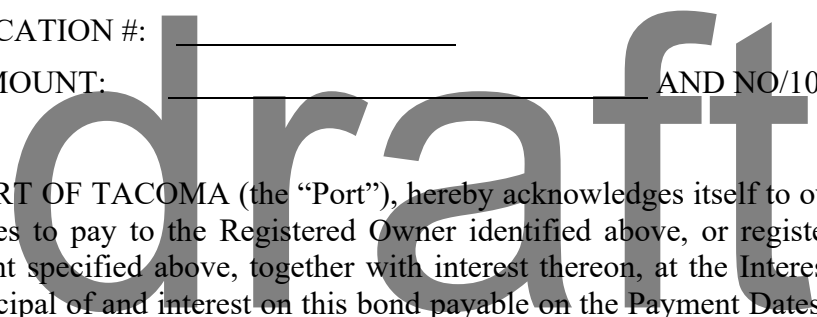 CATION #:
MOUNT: AND NO/10
RT OF TACOMA (the “Port”), hereby acknowledges itself to ow
es to pay to the Registered Owner identified above, or registe
nt specified above, together with interest thereon, at the Interes
cipal of and interest on this bond payable on the Payment Dates
draft